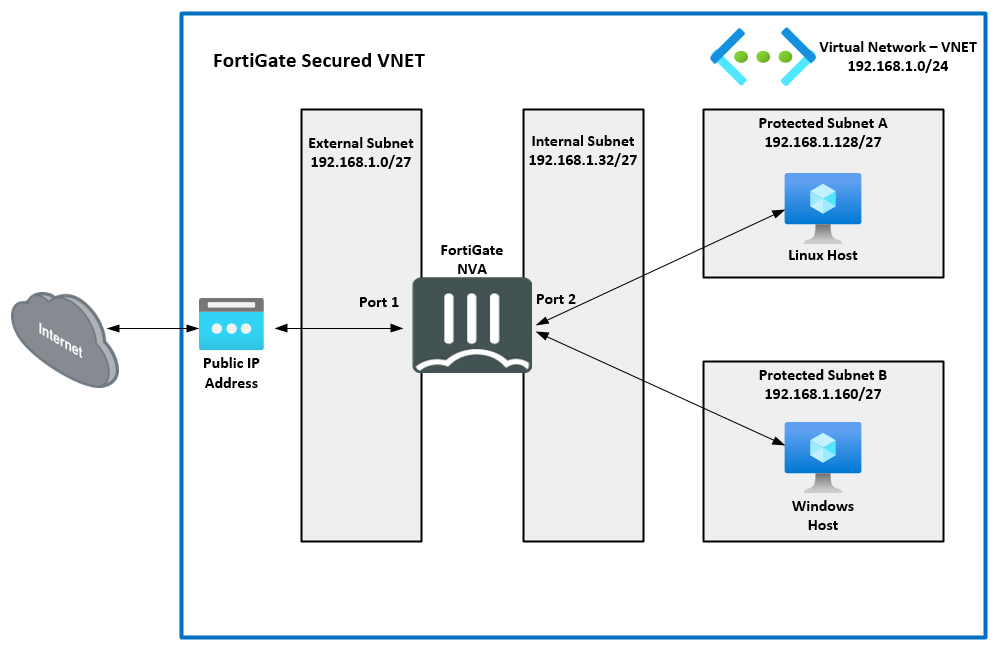 FortiGate Secured VNET
Virtual Network – VNET
192.168.1.0/24
External Subnet
192.168.1.0/27
Internal Subnet
192.168.1.32/27
Protected Subnet A
192.168.1.128/27
Linux Host
FortiGate
NVA
Port 1
Port 2
Internet
Public IP
Address
Protected Subnet B
192.168.1.160/27
Windows
Host